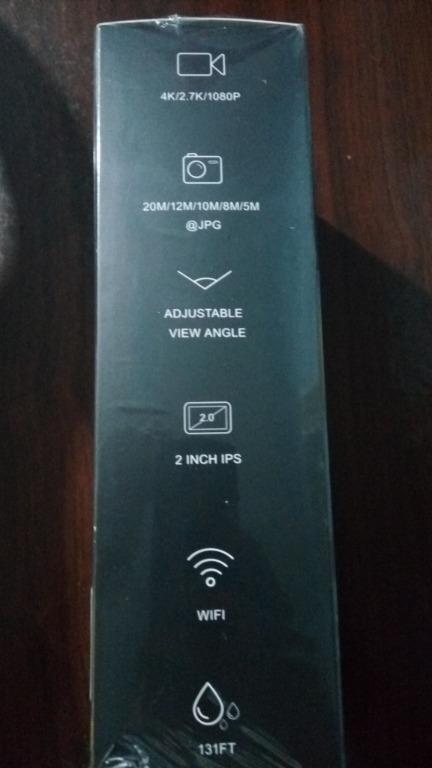 4K/2.7K/1080P
20M/12M/10M/8M/5M
@JPG
ADJUSTABLE
VIEW ANGLE
2.0
2 INCH IPS
WIFI
131FT